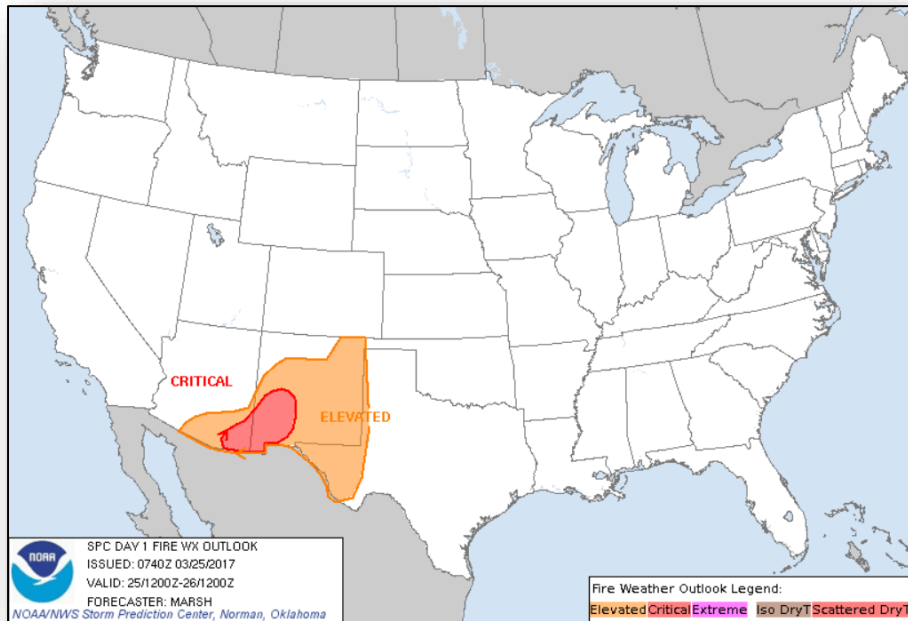 CRITICAL
ELEVATED
NOAA
SPC DAY 1 FIRE WX OUTLOOK
ISSUED: 0740Z 03/25/2017
VALID: 25/1200Z-26/1200Z
FORECASTER: MARSH
NOAA/NWS Storm Prediction Center, Norman, Oklahoma
Fire Weather Outlook Legend:
Elevated Critical Extreme Iso DryT Scattered DryT